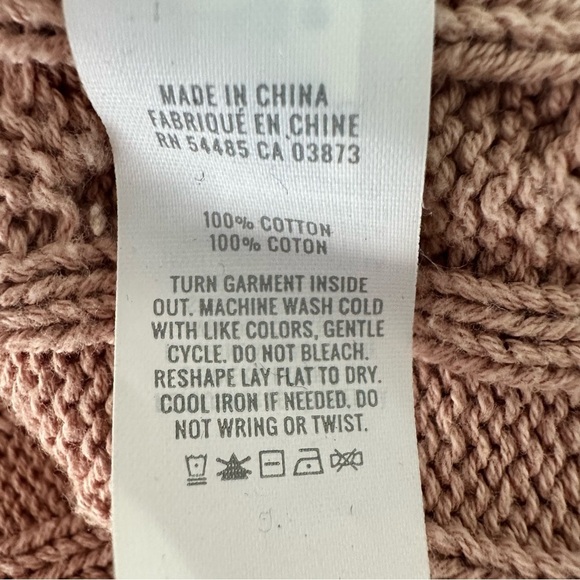 MADE IN CHINA
FABRIQUÉ EN CHINE
RN 54485 CA 03873
100% COTTON
100% COTON
TURN GARMENT INSIDE
OUT. MACHINE WASH COLD
WITH LIKE COLORS, GENTLE
CYCLE. DO NOT BLEACH.
RESHAPE LAY FLAT TO DRY.
COOL IRON IF NEEDED. DO
NOT WRING OR TWIST.